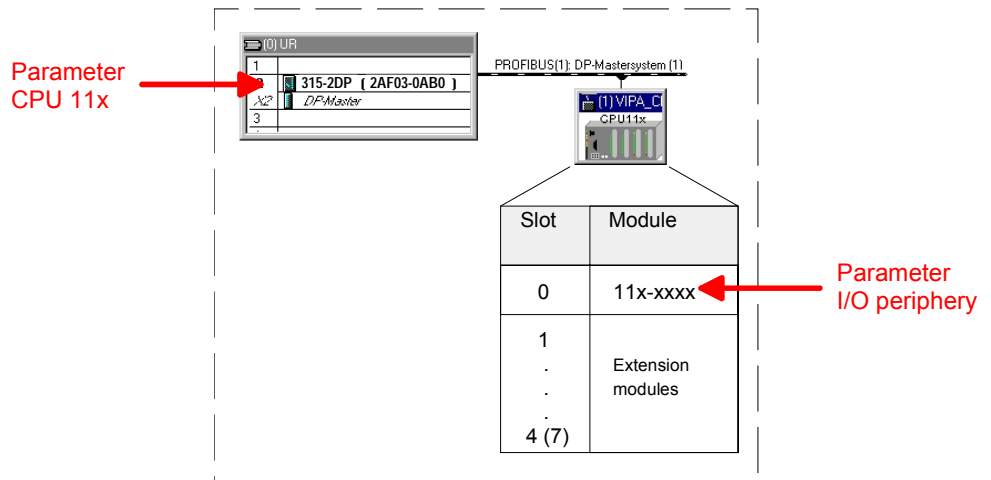 (0) UR
1
315-2DP ( 2AF03-0AB0 )
X2 DP-Master
3
Parameter
CPU 11x
PROFIBUS(1): DP-Mastersystem (1)
(1) VIPA_C
CPU11x
Slot Module
0 11x-xxxx
Parameter
I/O periphery
1
.
Extension
. modules
.
4 (7)